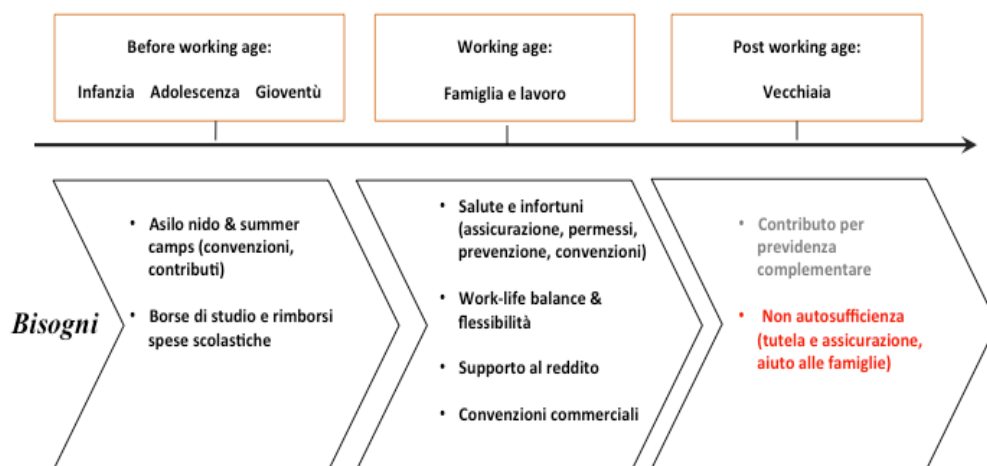 Before working age:
Infanzia Adolescenza Gioventù
Working age:
Famiglia e lavoro
Post working age:
Vecchiaia
Bisogni
• Asilo nido & summer
camps (convenzioni,
contributi)
• Borse di studio e rimborsi
spese scolastiche
• Salute e infortuni
(assicurazione, permessi,
prevenzione, convenzioni)
• Work-life balance &
flessibilità
• Supporto al reddito
• Convenzioni commerciali
• Contributo per
previdenza
complementare
• Non autosufficienza
(tutela e assicurazione,
aiuto alle famiglie)